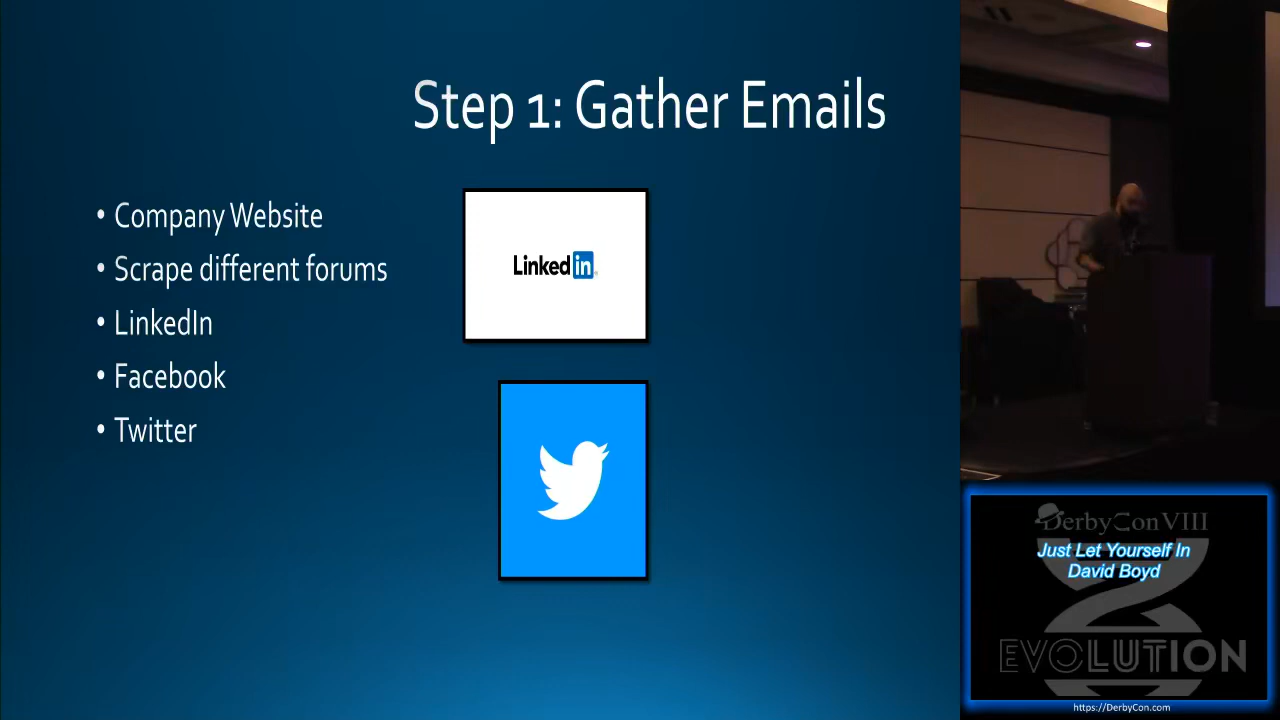 Step 1: Gather Emails
• Company Website
• Scrape different forums
• LinkedIn
• Facebook
• Twitter
Linked in
DerbyCon VIII
Just Let Yourself In
David Boyd
EVOLUTION
https://DerbyCon.com